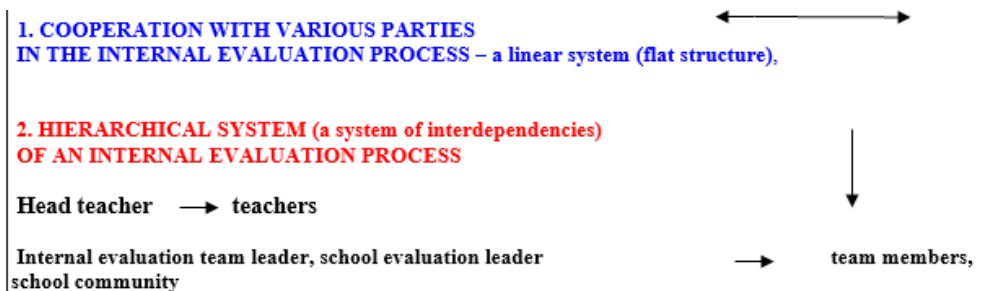 1. COOPERATION WITH VARIOUS PARTIES
IN THE INTERNAL EVALUATION PROCESS – a linear system (flat structure),
2. HIERARCHICAL SYSTEM (a system of interdependencies)
OF AN INTERNAL EVALUATION PROCESS
Head teacher → teachers
Internal evaluation team leader, school evaluation leader → team members,
school community